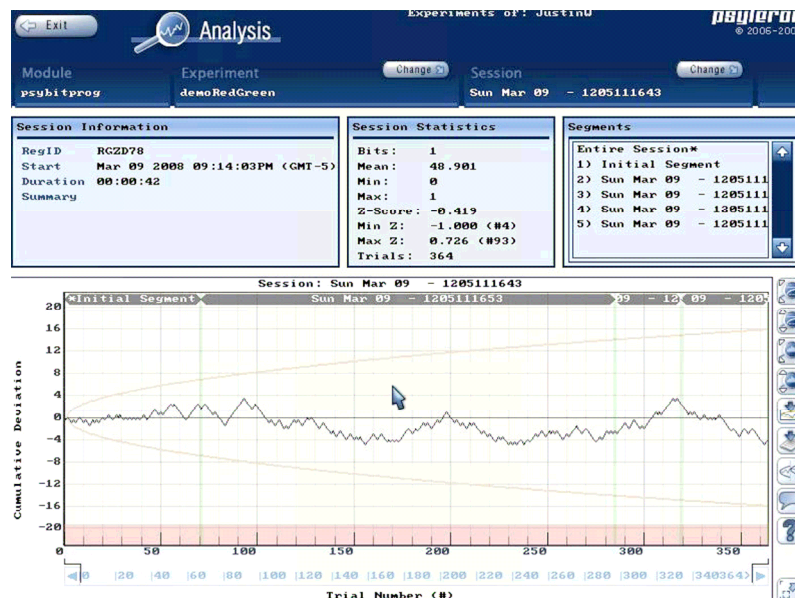 Exit
Analysis
Experiments of: JustinW
© 2006-200
Module
psybitprog
Experiment
demoRedGreen
Change
Session
Sun Mar 09 - 1205111643
Change
Session Information
RegID RGZD78
Start Mar 09 2008 09:14:03PM (GMT-5)
Duration 00:00:42
Summary
Session Statistics
Bits: 1
Mean: 48.901
Min: 0
Max: 1
Z-Score: -0.419
Min Z: -1.000 (#4)
Max Z: 0.726 (#93)
Trials: 364
Segments
Entire Session*
1) Initial Segment
2) Sun Mar 09 - 1205111
3) Sun Mar 09 - 1205111
4) Sun Mar 09 - 1305111
5) Sun Mar 09 - 1205111
Session: Sun Mar 09 - 1205111643
*Initial Segment
Sun Mar 09 - 1205111653
09 - 12
09 - 120
Cumulative Deviation
20
16
12
8
4
0
-4
-8
-12
-16
-20
0 50 100 150 200 250 300 350
0 |20 |40 |60 |80 |100 |120 |140 |160 |180 |200 |220 |240 |260 |280 |300 |320 |340364>
Trial Number (#)
?